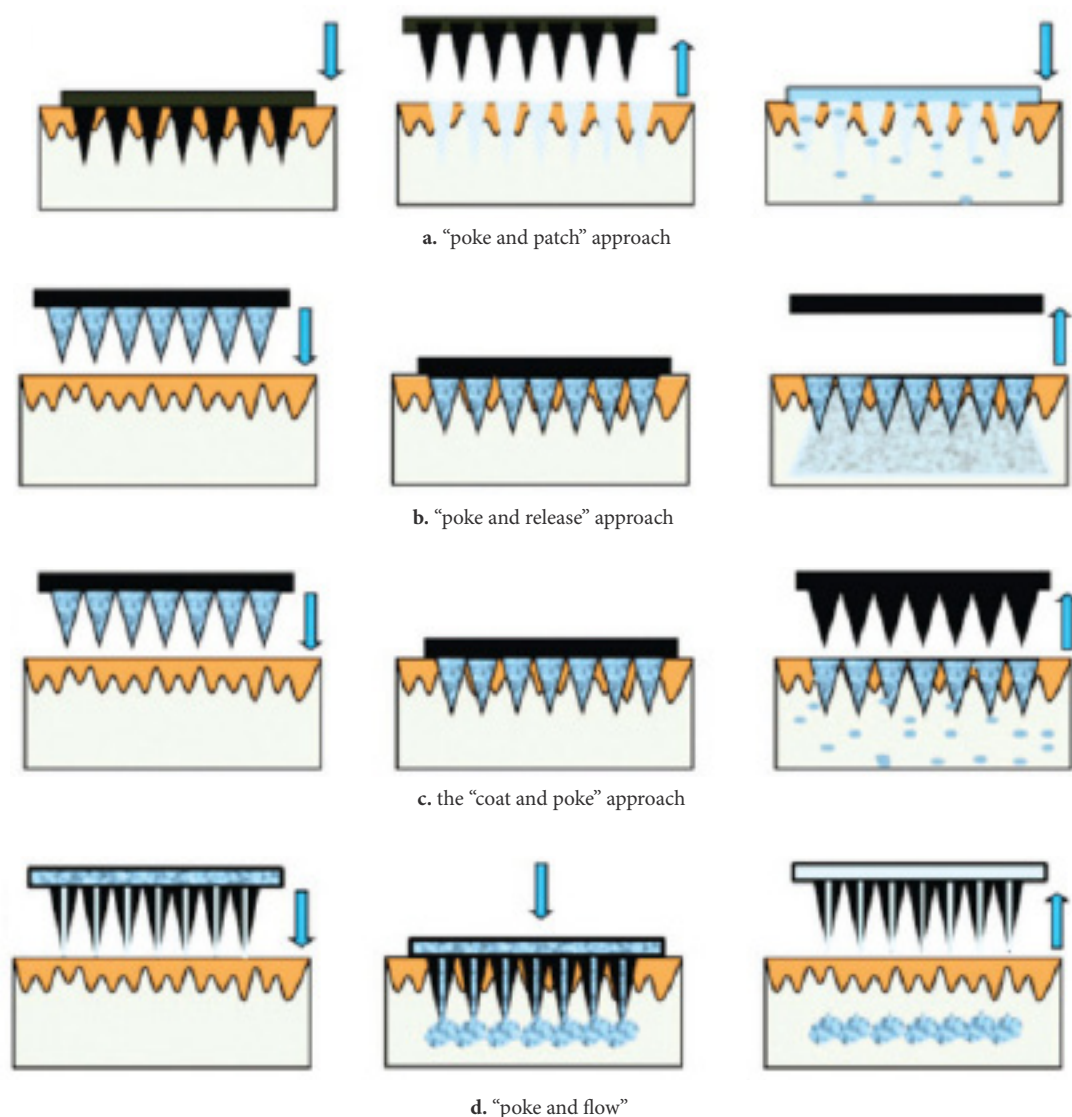 a. “poke and patch” approach
b. “poke and release” approach
c. the “coat and poke” approach
d. “poke and flow”